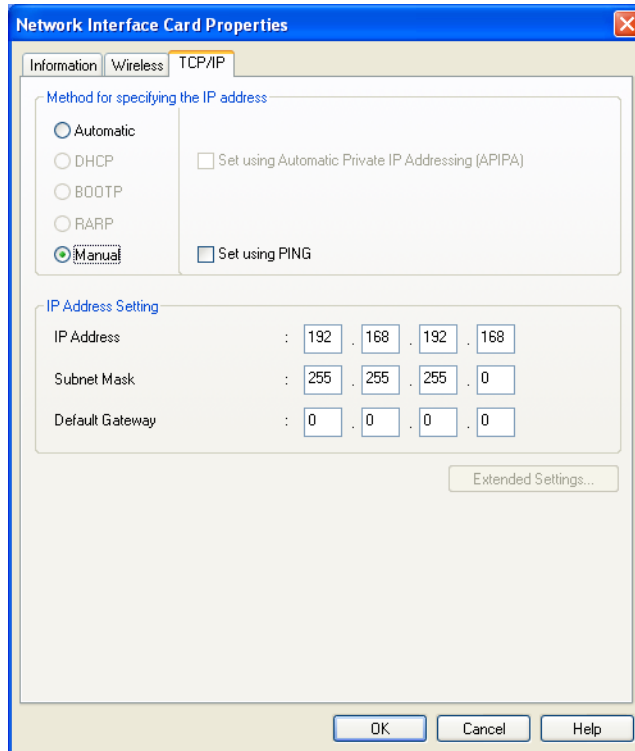 Network Interface Card Properties
Information Wireless TCP/IP
Method for specifying the IP address
Automatic
DHCP Set using Automatic Private IP Addressing (APIPA)
BOOTP
RARP
Manual Set using PING
IP Address Setting
IP Address : 192 . 168 . 192 . 168
Subnet Mask : 255 . 255 . 255 . 0
Default Gateway : 0 . 0 . 0 . 0
Extended Settings...
OK Cancel Help